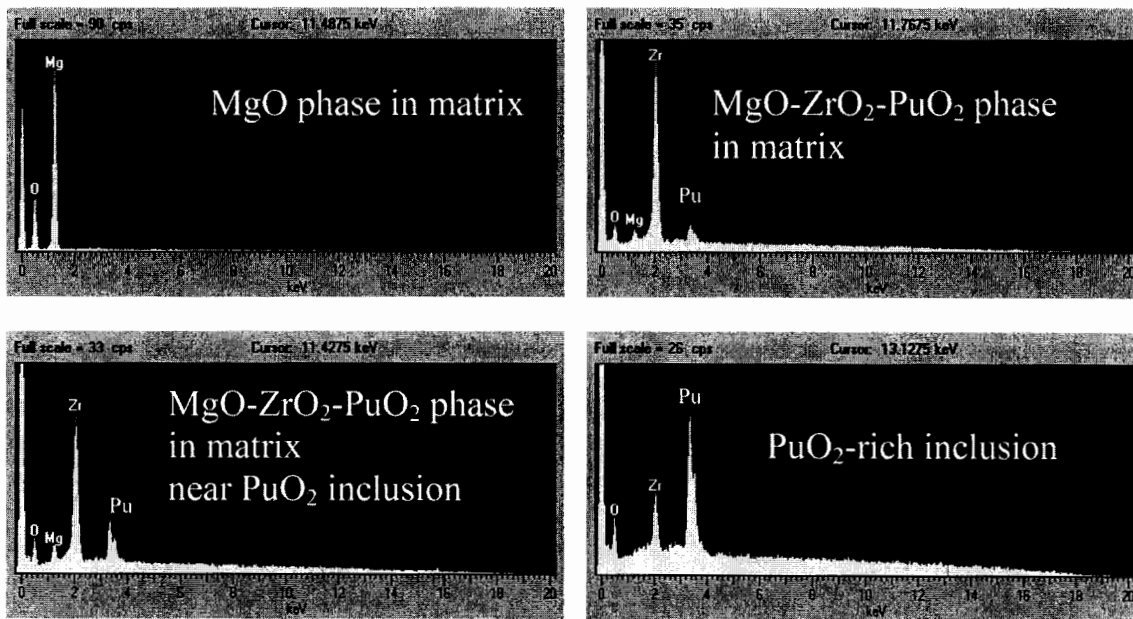 Full scale = 90 cps Cursor: 11.4875 keV
Mg
O
MgO phase in matrix
0 2 4 6 8 10 12 14 16 18 20
keV
Full scale = 35 cps Cursor: 11.7675 keV
Zr
MgO-ZrO₂-PuO₂ phase
in matrix
Pu
O Mg
0 2 4 6 8 10 12 14 16 18 20
keV
Full scale = 33 cps Cursor: 11.4275 keV
Zr
MgO-ZrO₂-PuO₂ phase
in matrix
near PuO₂ inclusion
Pu
O Mg
0 2 4 6 8 10 12 14 16 18 20
keV
Full scale = 26 cps Cursor: 13.1275 keV
Pu
PuO₂-rich inclusion
Zr
O
0 2 4 6 8 10 12 14 16 18 20
keV